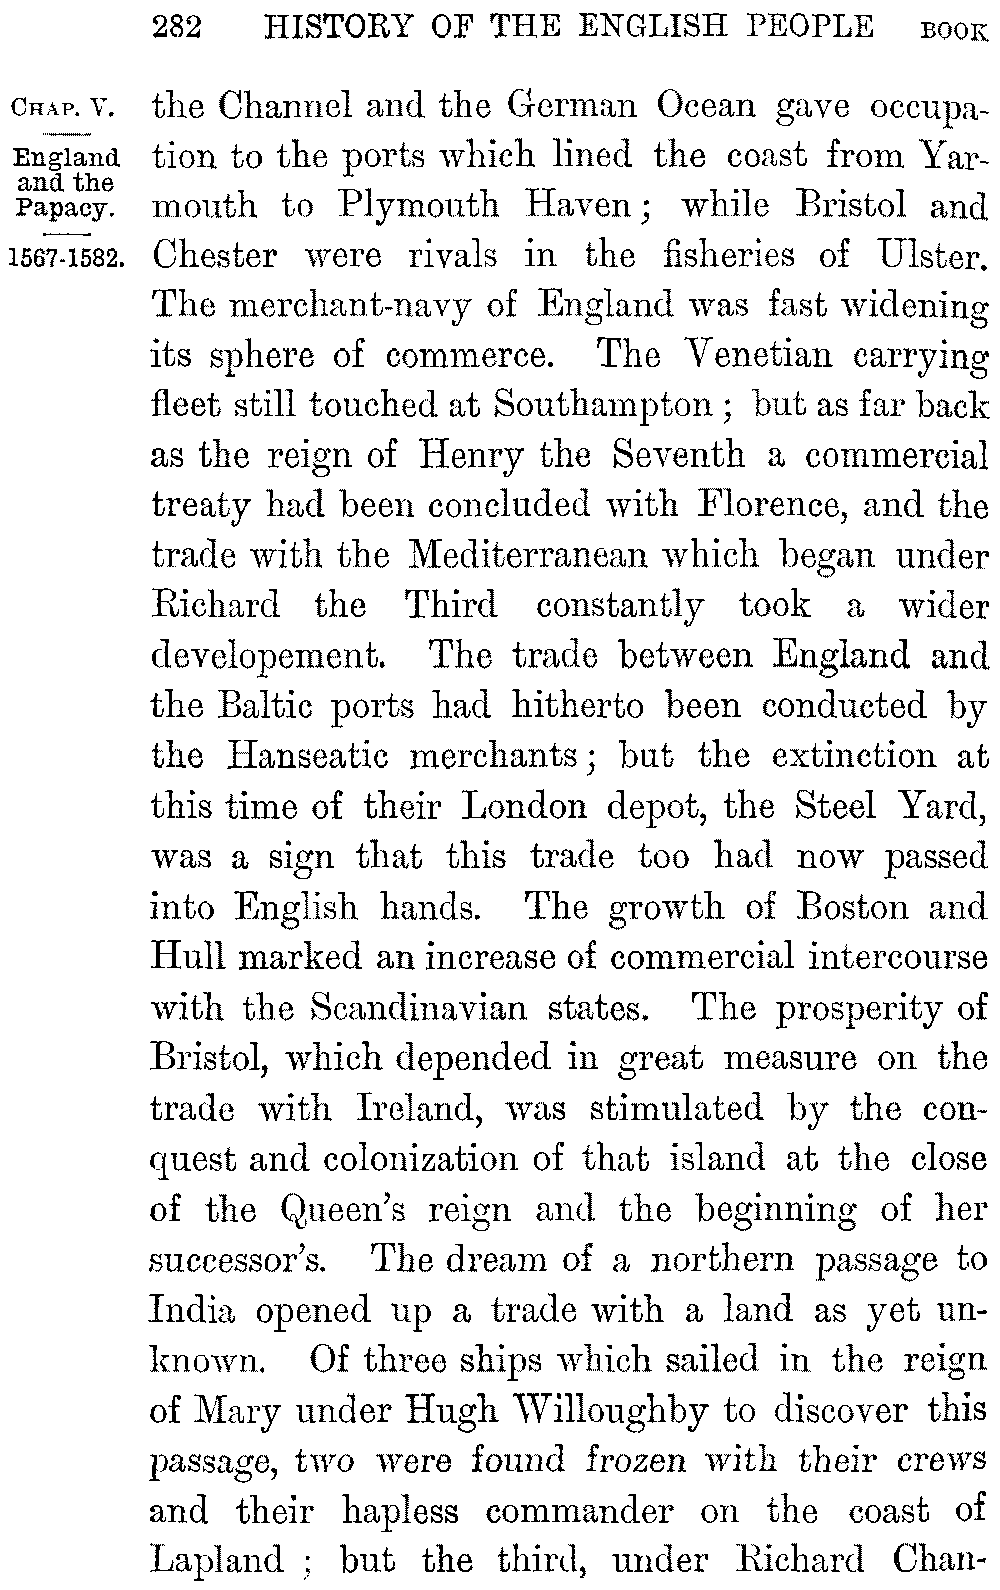 282 HISTORY OF THE ENGLISH PEOPLE BOOK
CHAP. V.
England
and the
Papacy.
1567-1582.
the Channel and the German Ocean gave occupa-
tion to the ports which lined the coast from Yar-
mouth to Plymouth Haven; while Bristol and
Chester were rivals in the fisheries of Ulster.
The merchant-navy of England was fast widening
its sphere of commerce. The Venetian carrying
fleet still touched at Southampton; but as far back
as the reign of Henry the Seventh a commercial
treaty had been concluded with Florence, and the
trade with the Mediterranean which began under
Richard the Third constantly took a wider
developement. The trade between England and
the Baltic ports had hitherto been conducted by
the Hanseatic merchants; but the extinction at
this time of their London depot, the Steel Yard,
was a sign that this trade too had now passed
into English hands. The growth of Boston and
Hull marked an increase of commercial intercourse
with the Scandinavian states. The prosperity of
Bristol, which depended in great measure on the
trade with Ireland, was stimulated by the con-
quest and colonization of that island at the close
of the Queen's reign and the beginning of her
successor's. The dream of a northern passage to
India opened up a trade with a land as yet un-
known. Of three ships which sailed in the reign
of Mary under Hugh Willoughby to discover this
passage, two were found frozen with their crews
and their hapless commander on the coast of
Lapland; but the third, under Richard Chan-